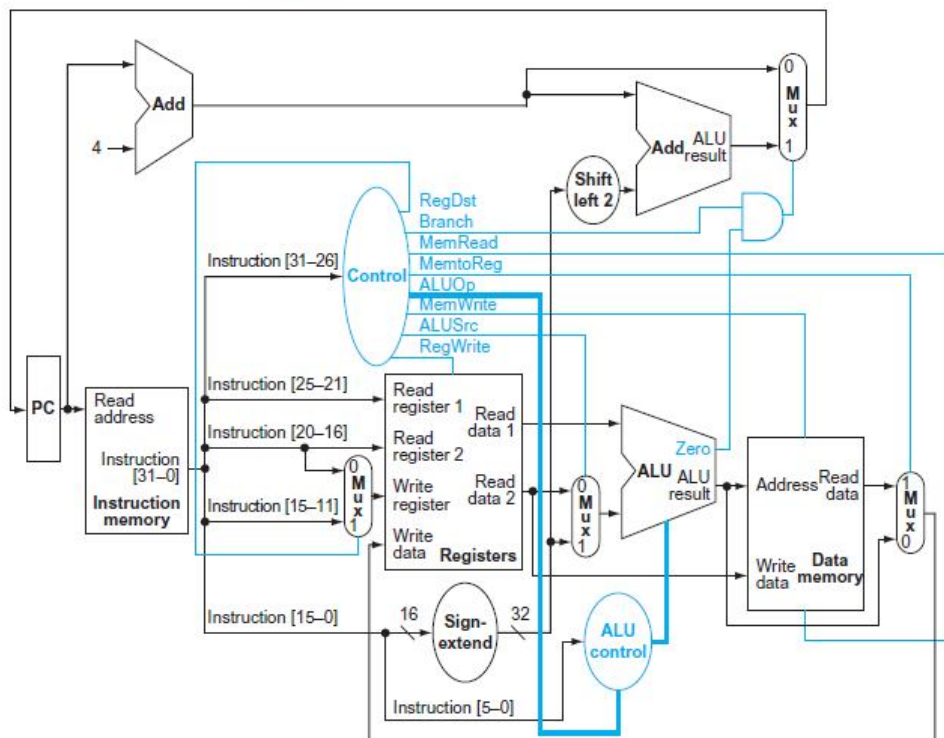 Add
4
0
Mux
1
Add
ALU
result
Shift
left 2
RegDst
Branch
MemRead
MemtoReg
ALUOp
MemWrite
ALUSrc
RegWrite
Control
Instruction [31–26]
Instruction [25–21]
Instruction [20–16]
Instruction [15–11]
Instruction [15–0]
Instruction [5–0]
PC
Read
address
Instruction
[31–0]
Instruction
memory
0
Mux
1
Read
register 1
Read
register 2
Write
register
Write
data
Read
data 1
Read
data 2
Registers
16
Sign-
extend
32
0
Mux
1
Zero
ALU
ALU
result
ALU
control
Address
Read
data
Write
data
Data
memory
1
Mux
0